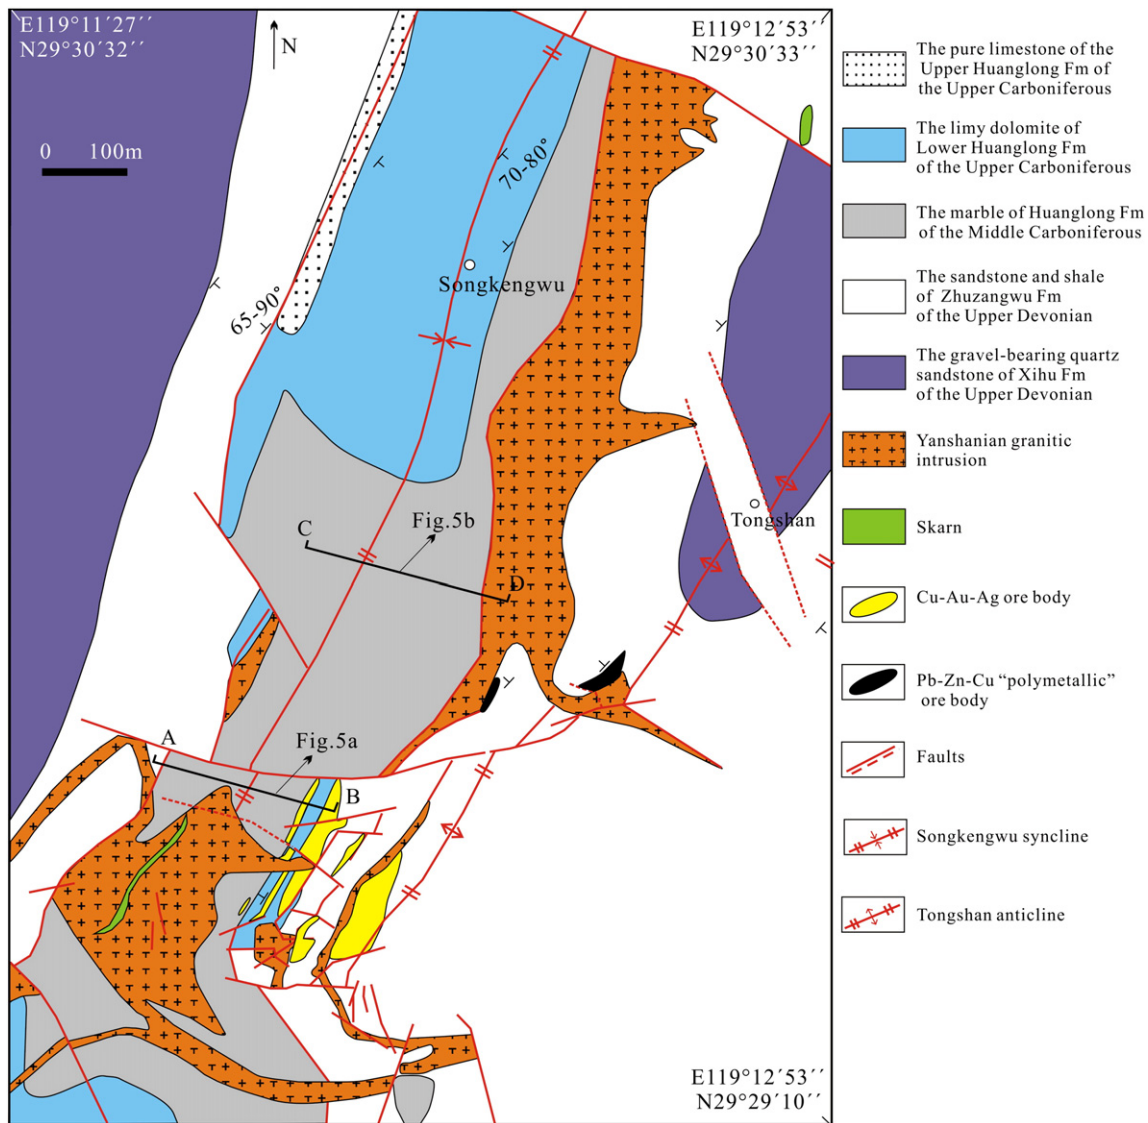 E119°11´27´´
N29°30´32´´
N
E119°12´53´´
N29°30´33´´
0 100m
70-80°
65-90°
Songkengwu
Tongshan
C
Fig.5b
D
A
Fig.5a
B
E119°12´53´´
N29°29´10´´
The pure limestone of the
Upper Huanglong Fm of
the Upper Carboniferous
The limy dolomite of
Lower Huanglong Fm
of the Upper Carboniferous
The marble of Huanglong Fm
of the Middle Carboniferous
The sandstone and shale
of Zhuzangwu Fm
of the Upper Devonian
The gravel-bearing quartz
sandstone of Xihu Fm
of the Upper Devonian
Yanshanian granitic
intrusion
Skarn
Cu-Au-Ag ore body
Pb-Zn-Cu “polymetallic”
ore body
Faults
Songkengwu syncline
Tongshan anticline